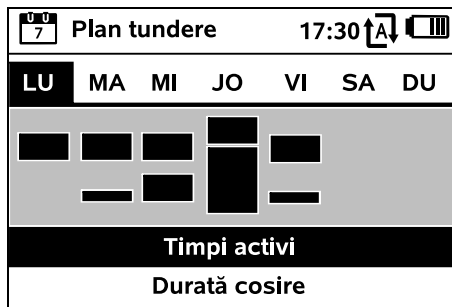 7 Plan tundere 17:30 A
LU MA MI JO VI SA DU
Timpi activi
Durată cosire